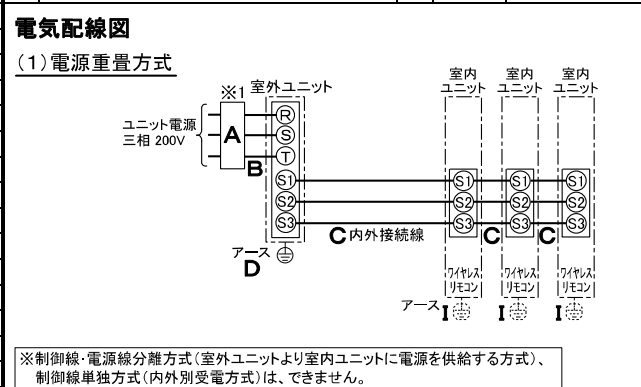 電気配線図
(1)電源重畳方式
※1
室外ユニット
室内
ユニット
室内
ユニット
室内
ユニット
ユニット電源
三相 200V
A
B
R
S
T
S1
S2
S3
S1
S2
S3
S1
S2
S3
S1
S2
S3
C 内外接続線
C
C
アース
D
ワイヤレス
リモコン
ワイヤレス
リモコン
ワイヤレス
リモコン
アース I
I
I
※制御線・電源線分離方式(室外ユニットより室内ユニットに電源を供給する方式)、
制御線単独方式(内外別受電方式)は、できません。